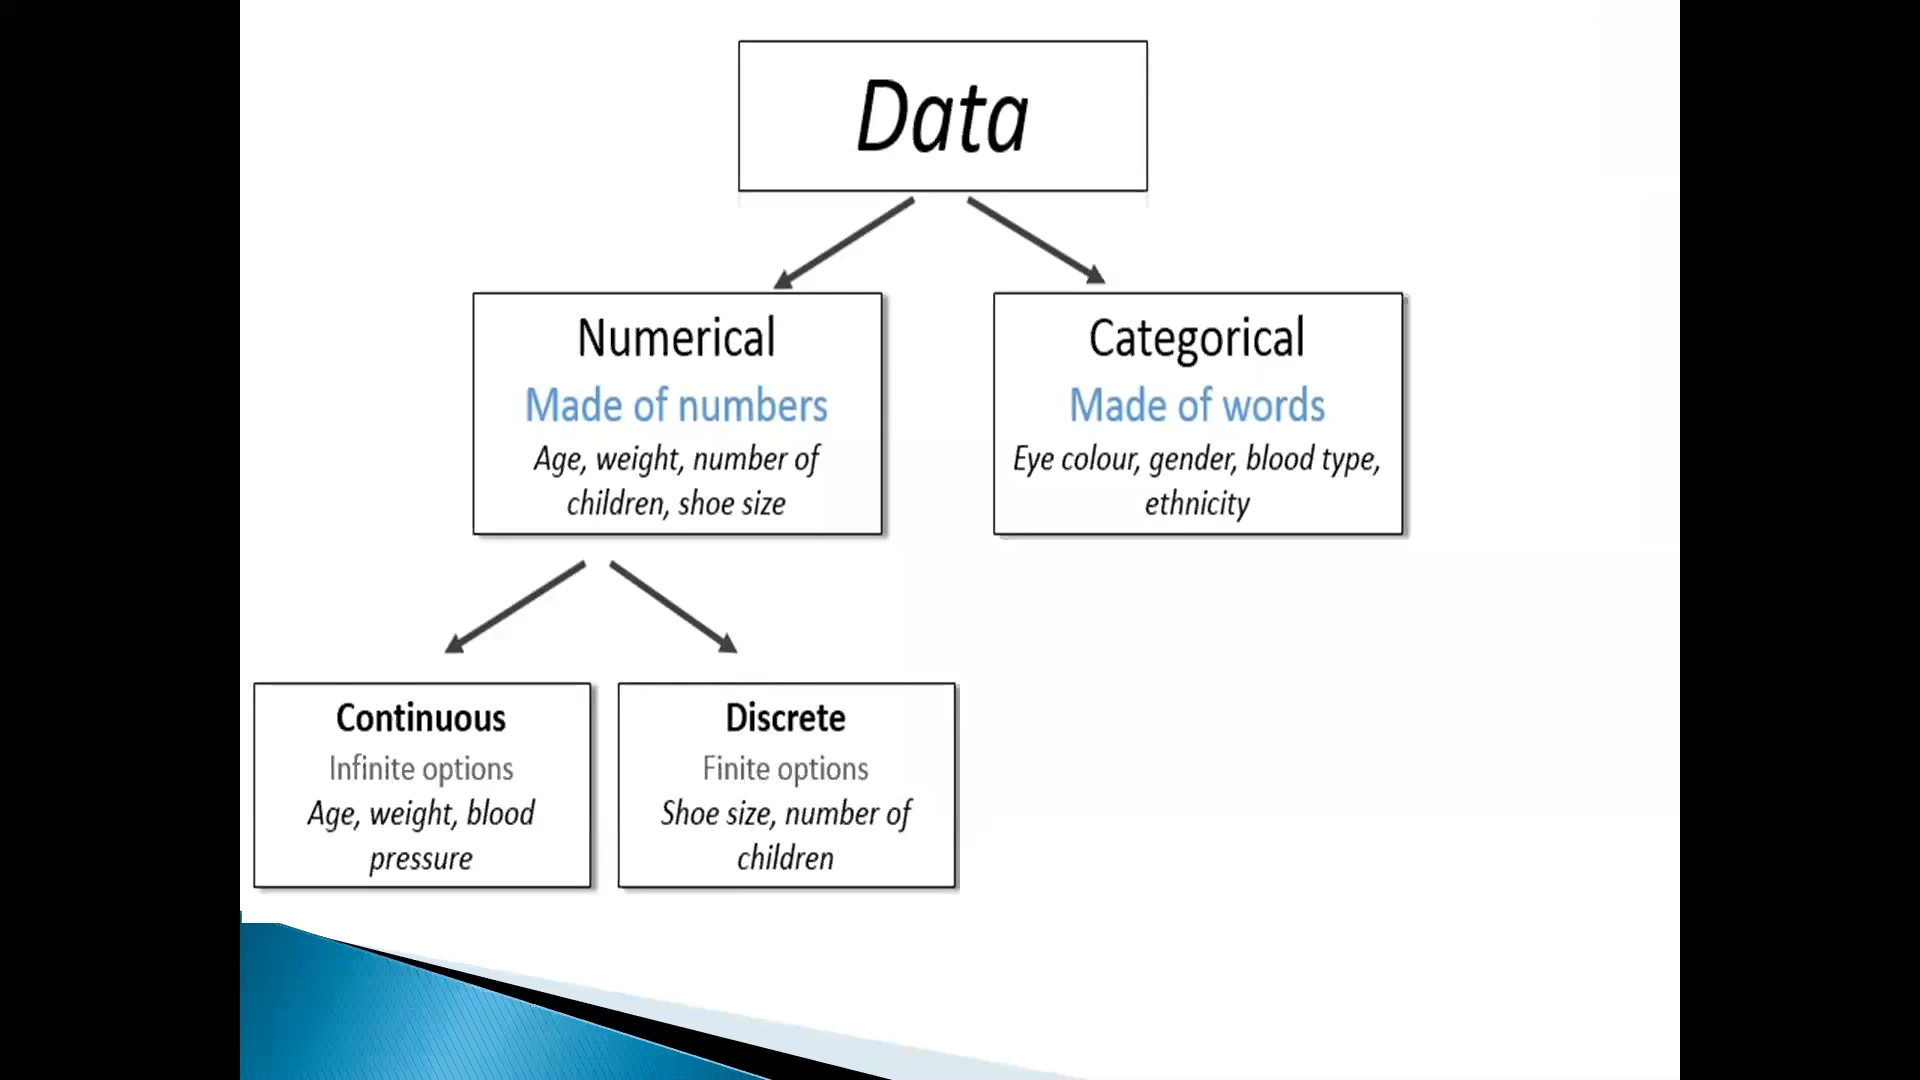 Data
Numerical
Made of numbers
Age, weight, number of
children, shoe size
Categorical
Made of words
Eye colour, gender, blood type,
ethnicity
Continuous
Infinite options
Age, weight, blood
pressure
Discrete
Finite options
Shoe size, number of
children